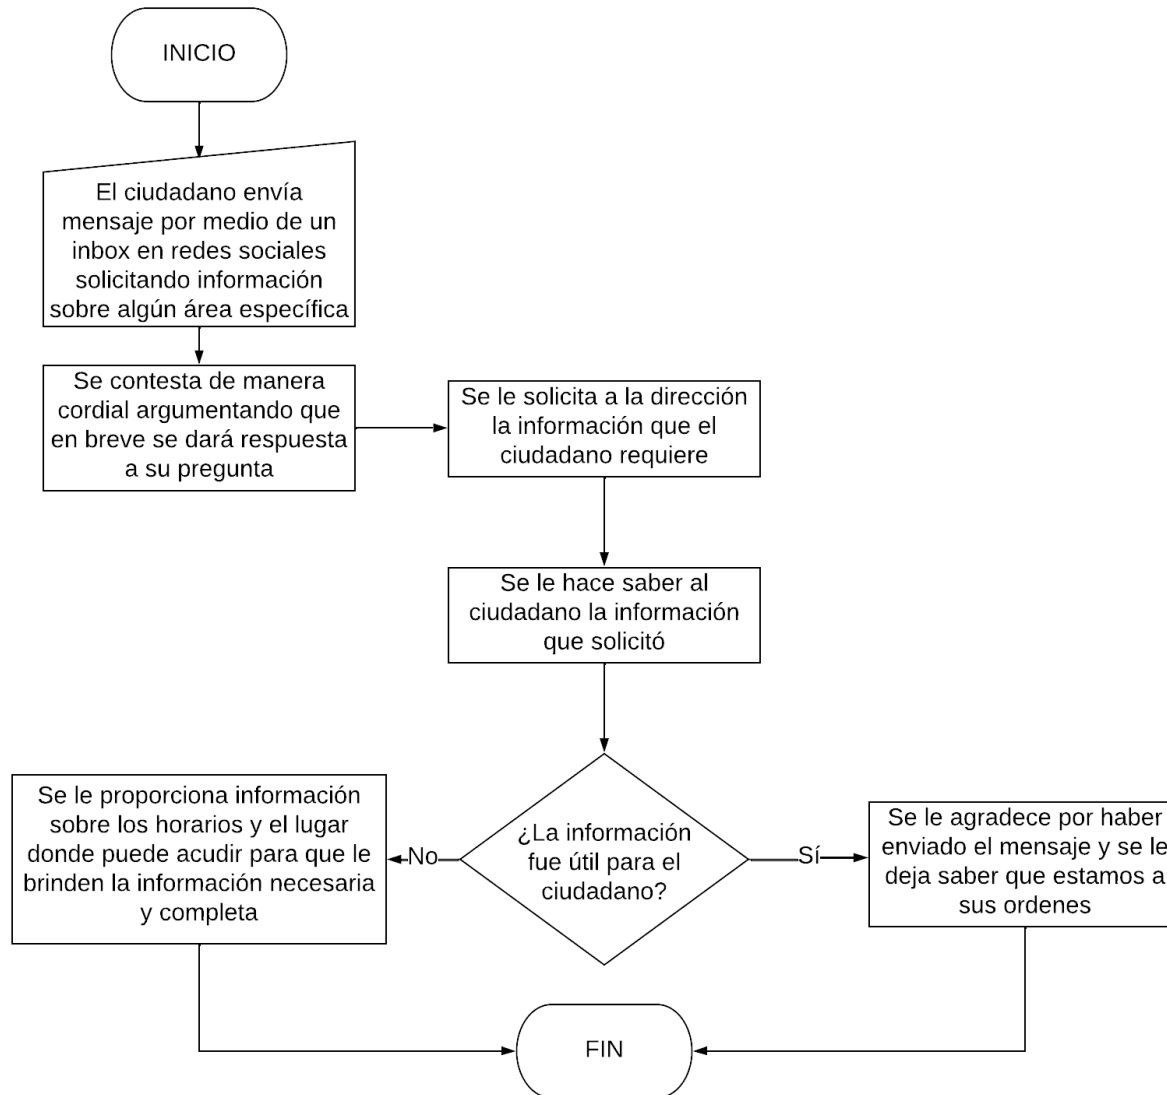 INICIO
El ciudadano envía
mensaje por medio de un
inbox en redes sociales
solicitando información
sobre algún área específica
Se contesta de manera
cordial argumentando que
en breve se dará respuesta
a su pregunta
Se le solicita a la dirección
la información que el
ciudadano requiere
Se le hace saber al
ciudadano la información
que solicitó
¿La información
fue útil para el
ciudadano?
No
Se le proporciona información
sobre los horarios y el lugar
donde puede acudir para que le
brinden la información necesaria
y completa
Sí
Se le agradece por haber
enviado el mensaje y se le
deja saber que estamos a
sus ordenes
FIN